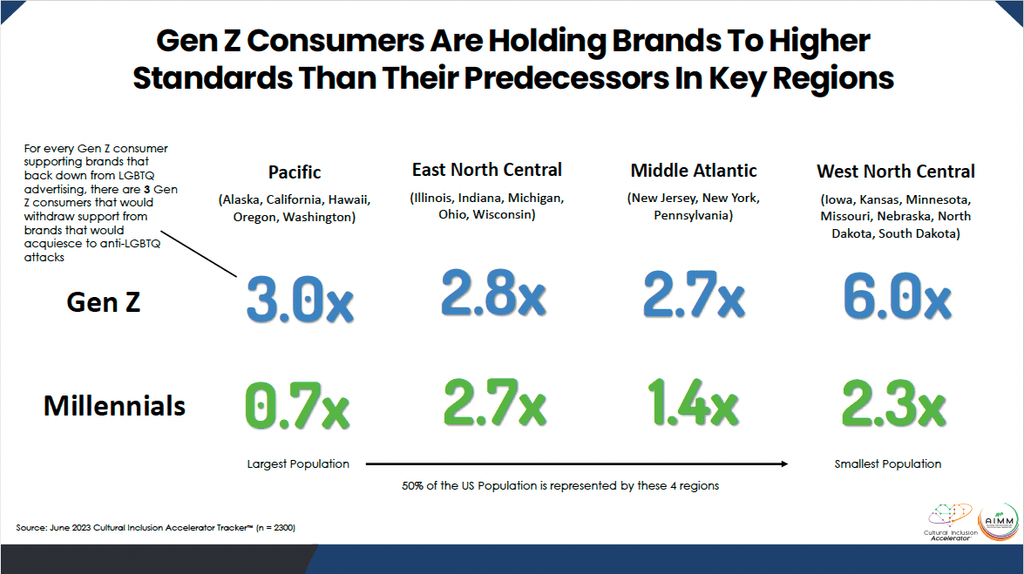 Gen Z Consumers Are Holding Brands To Higher
Standards Than Their Predecessors In Key Regions
For every Gen Z consumer
supporting brands that
back down from LGBTQ
advertising, there are 3 Gen
Z consumers that would
withdraw support from
brands that would
acquiesce to anti-LGBTQ
attacks
Pacific
(Alaska, California, Hawaii,
Oregon, Washington)
East North Central
(Illinois, Indiana, Michigan,
Ohio, Wisconsin)
Middle Atlantic
(New Jersey, New York,
Pennsylvania)
West North Central
(Iowa, Kansas, Minnesota,
Missouri, Nebraska, North
Dakota, South Dakota)
Gen Z
3.0x
2.8x
2.7x
6.0x
Millennials
0.7x
2.7x
1.4x
2.3x
Largest Population
Smallest Population
50% of the US Population is represented by these 4 regions
Source: June 2023 Cultural Inclusion Accelerator Tracker™ (n = 2300)
Cultural Inclusion
Accelerator
AIMM